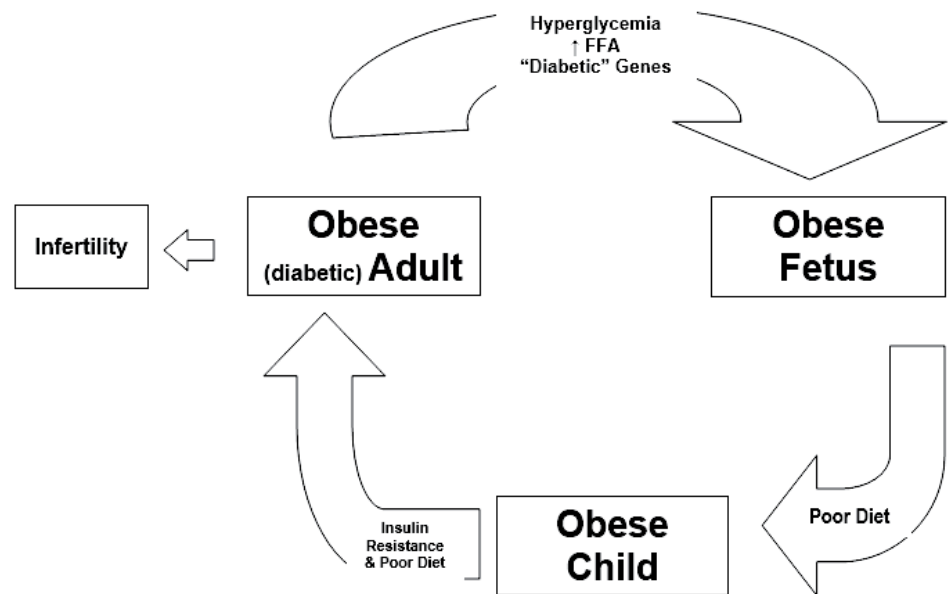 Hyperglycemia
↑ FFA
“Diabetic” Genes
Infertility
Obese
(diabetic) Adult
Obese
Fetus
Insulin
Resistance
& Poor Diet
Obese
Child
Poor Diet